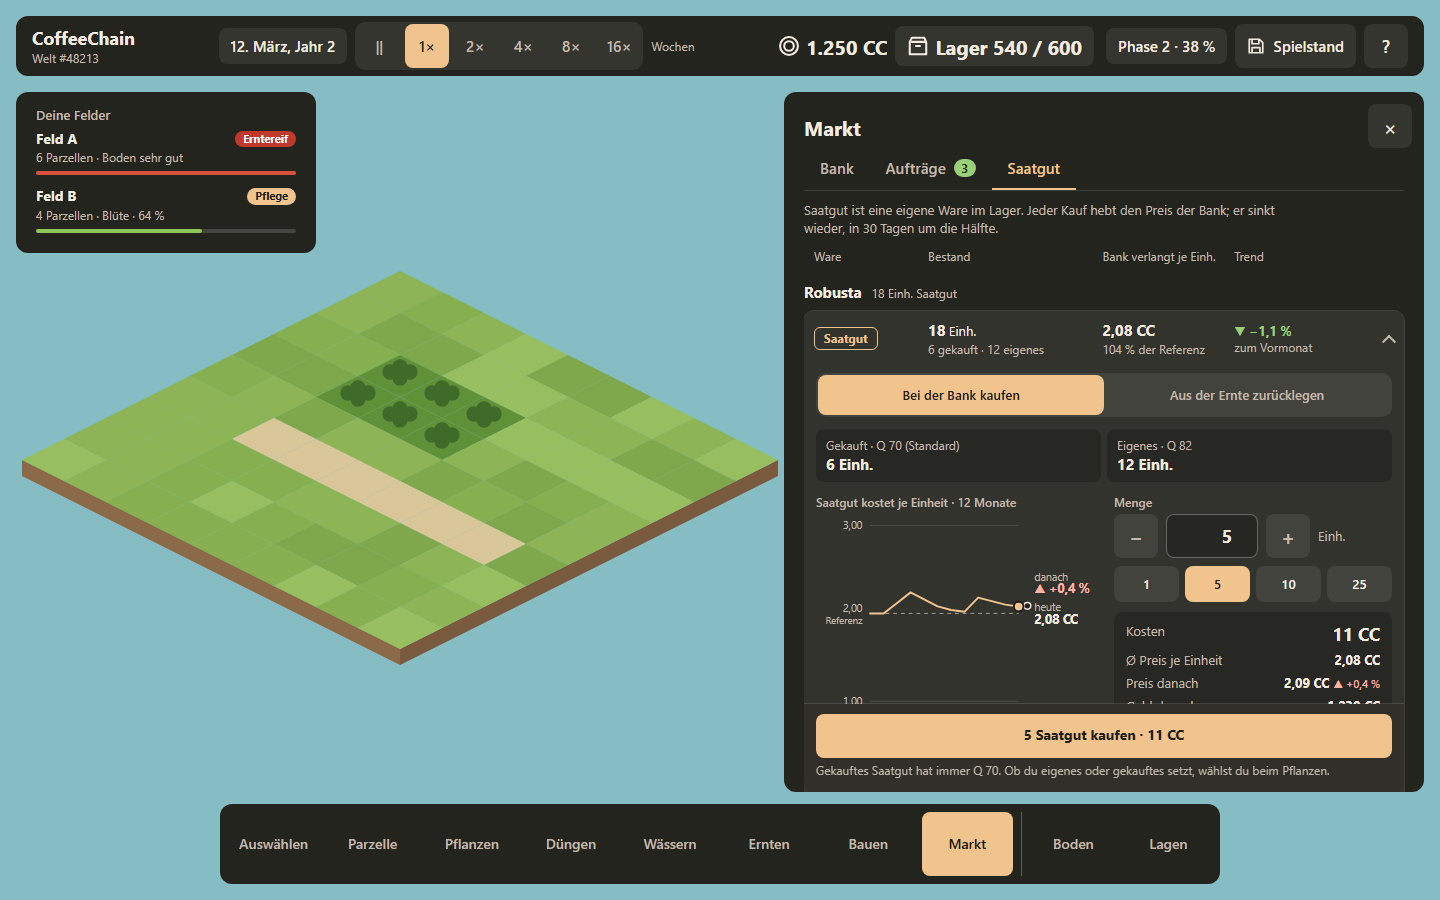 CoffeeChain
Welt #48213
12. März, Jahr 2
||
1×
2×
4×
8×
16×
Wochen
1.250 CC
Lager 540 / 600
Phase 2 · 38 %
Spielstand
?
Deine Felder
Feld A
Erntereif
6 Parzellen · Boden sehr gut
Feld B
Pflege
4 Parzellen · Blüte · 64 %
Markt
×
Bank
Aufträge 3
Saatgut
Saatgut ist eine eigene Ware im Lager. Jeder Kauf hebt den Preis der Bank; er sinkt
wieder, in 30 Tagen um die Hälfte.
Ware
Bestand
Bank verlangt je Einh.
Trend
Robusta 18 Einh. Saatgut
Saatgut
18 Einh.
6 gekauft · 12 eigenes
2,08 CC
104 % der Referenz
▼ −1,1 %
zum Vormonat
Bei der Bank kaufen
Aus der Ernte zurücklegen
Gekauft · Q 70 (Standard)
6 Einh.
Eigenes · Q 82
12 Einh.
Saatgut kostet je Einheit · 12 Monate
3,00
2,00
Referenz
1,00
danach
▲ +0,4 %
heute
2,08 CC
Menge
−
5
+
Einh.
1
5
10
25
Kosten
11 CC
Ø Preis je Einheit
2,08 CC
Preis danach
2,09 CC ▲ +0,4 %
5 Saatgut kaufen · 11 CC
Gekauftes Saatgut hat immer Q 70. Ob du eigenes oder gekauftes setzt, wählst du beim Pflanzen.
Auswählen
Parzelle
Pflanzen
Düngen
Wässern
Ernten
Bauen
Markt
Boden
Lagen